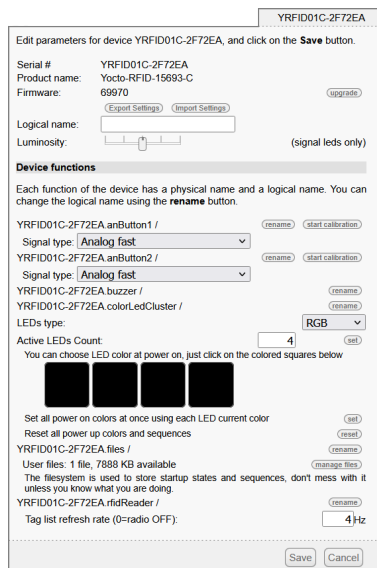 YRFID01C-2F72EA
Edit parameters for device YRFID01C-2F72EA, and click on the Save button.
Serial # YRFID01C-2F72EA
Product name: Yocto-RFID-15693-C
Firmware: 69970 upgrade
Export Settings Import Settings
Logical name:
Luminosity: (signal leds only)
Device functions
Each function of the device has a physical name and a logical name. You can
change the logical name using the rename button.
YRFID01C-2F72EA.anButton1 / rename start calibration
Signal type: Analog fast
YRFID01C-2F72EA.anButton2 / rename start calibration
Signal type: Analog fast
YRFID01C-2F72EA.buzzer / rename
YRFID01C-2F72EA.colorLedCluster / rename
LEDs type: RGB
Active LEDs Count: 4 set
You can choose LED color at power on, just click on the colored squares below
Set all power on colors at once using each LED current color set
Reset all power up colors and sequences reset
YRFID01C-2F72EA.files / rename
User files: 1 file, 7888 KB available manage files
The filesystem is used to store startup states and sequences, don't mess with it
unless you know what you are doing.
YRFID01C-2F72EA.rfidReader / rename
Tag list refresh rate (0=radio OFF): 4 Hz
Save Cancel